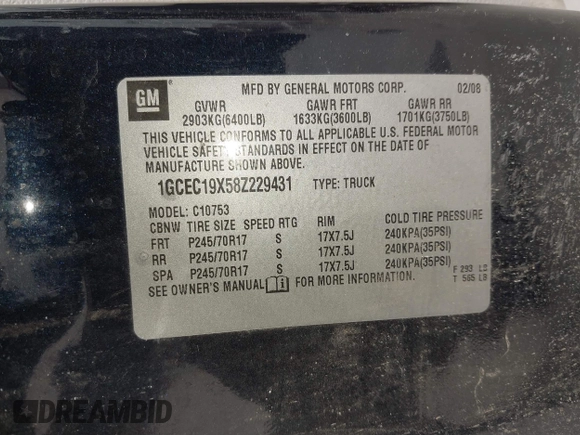 GM
MFD BY GENERAL MOTORS CORP. 02/08
GVWR GAWR FRT GAWR RR
2903KG(6400LB) 1633KG(3600LB) 1701KG(3750LB)
THIS VEHICLE CONFORMS TO ALL APPLICABLE U.S. FEDERAL MOTOR
VEHICLE SAFETY STANDARDS IN EFFECT ON THE DATE OF
MANUFACTURE SHOWN ABOVE.
1GCEC19X58Z229431 TYPE: TRUCK
MODEL: C10753
CBNW TIRE SIZE SPEED RTG RIM COLD TIRE PRESSURE
FRT P245/70R17 S 17X7.5J 240KPA(35PSI)
RR P245/70R17 S 17X7.5J 240KPA(35PSI)
SPA P245/70R17 S 17X7.5J 240KPA(35PSI)
SEE OWNER'S MANUAL FOR MORE INFORMATION.
F 293 LB
T 565 LB
DREAMBID